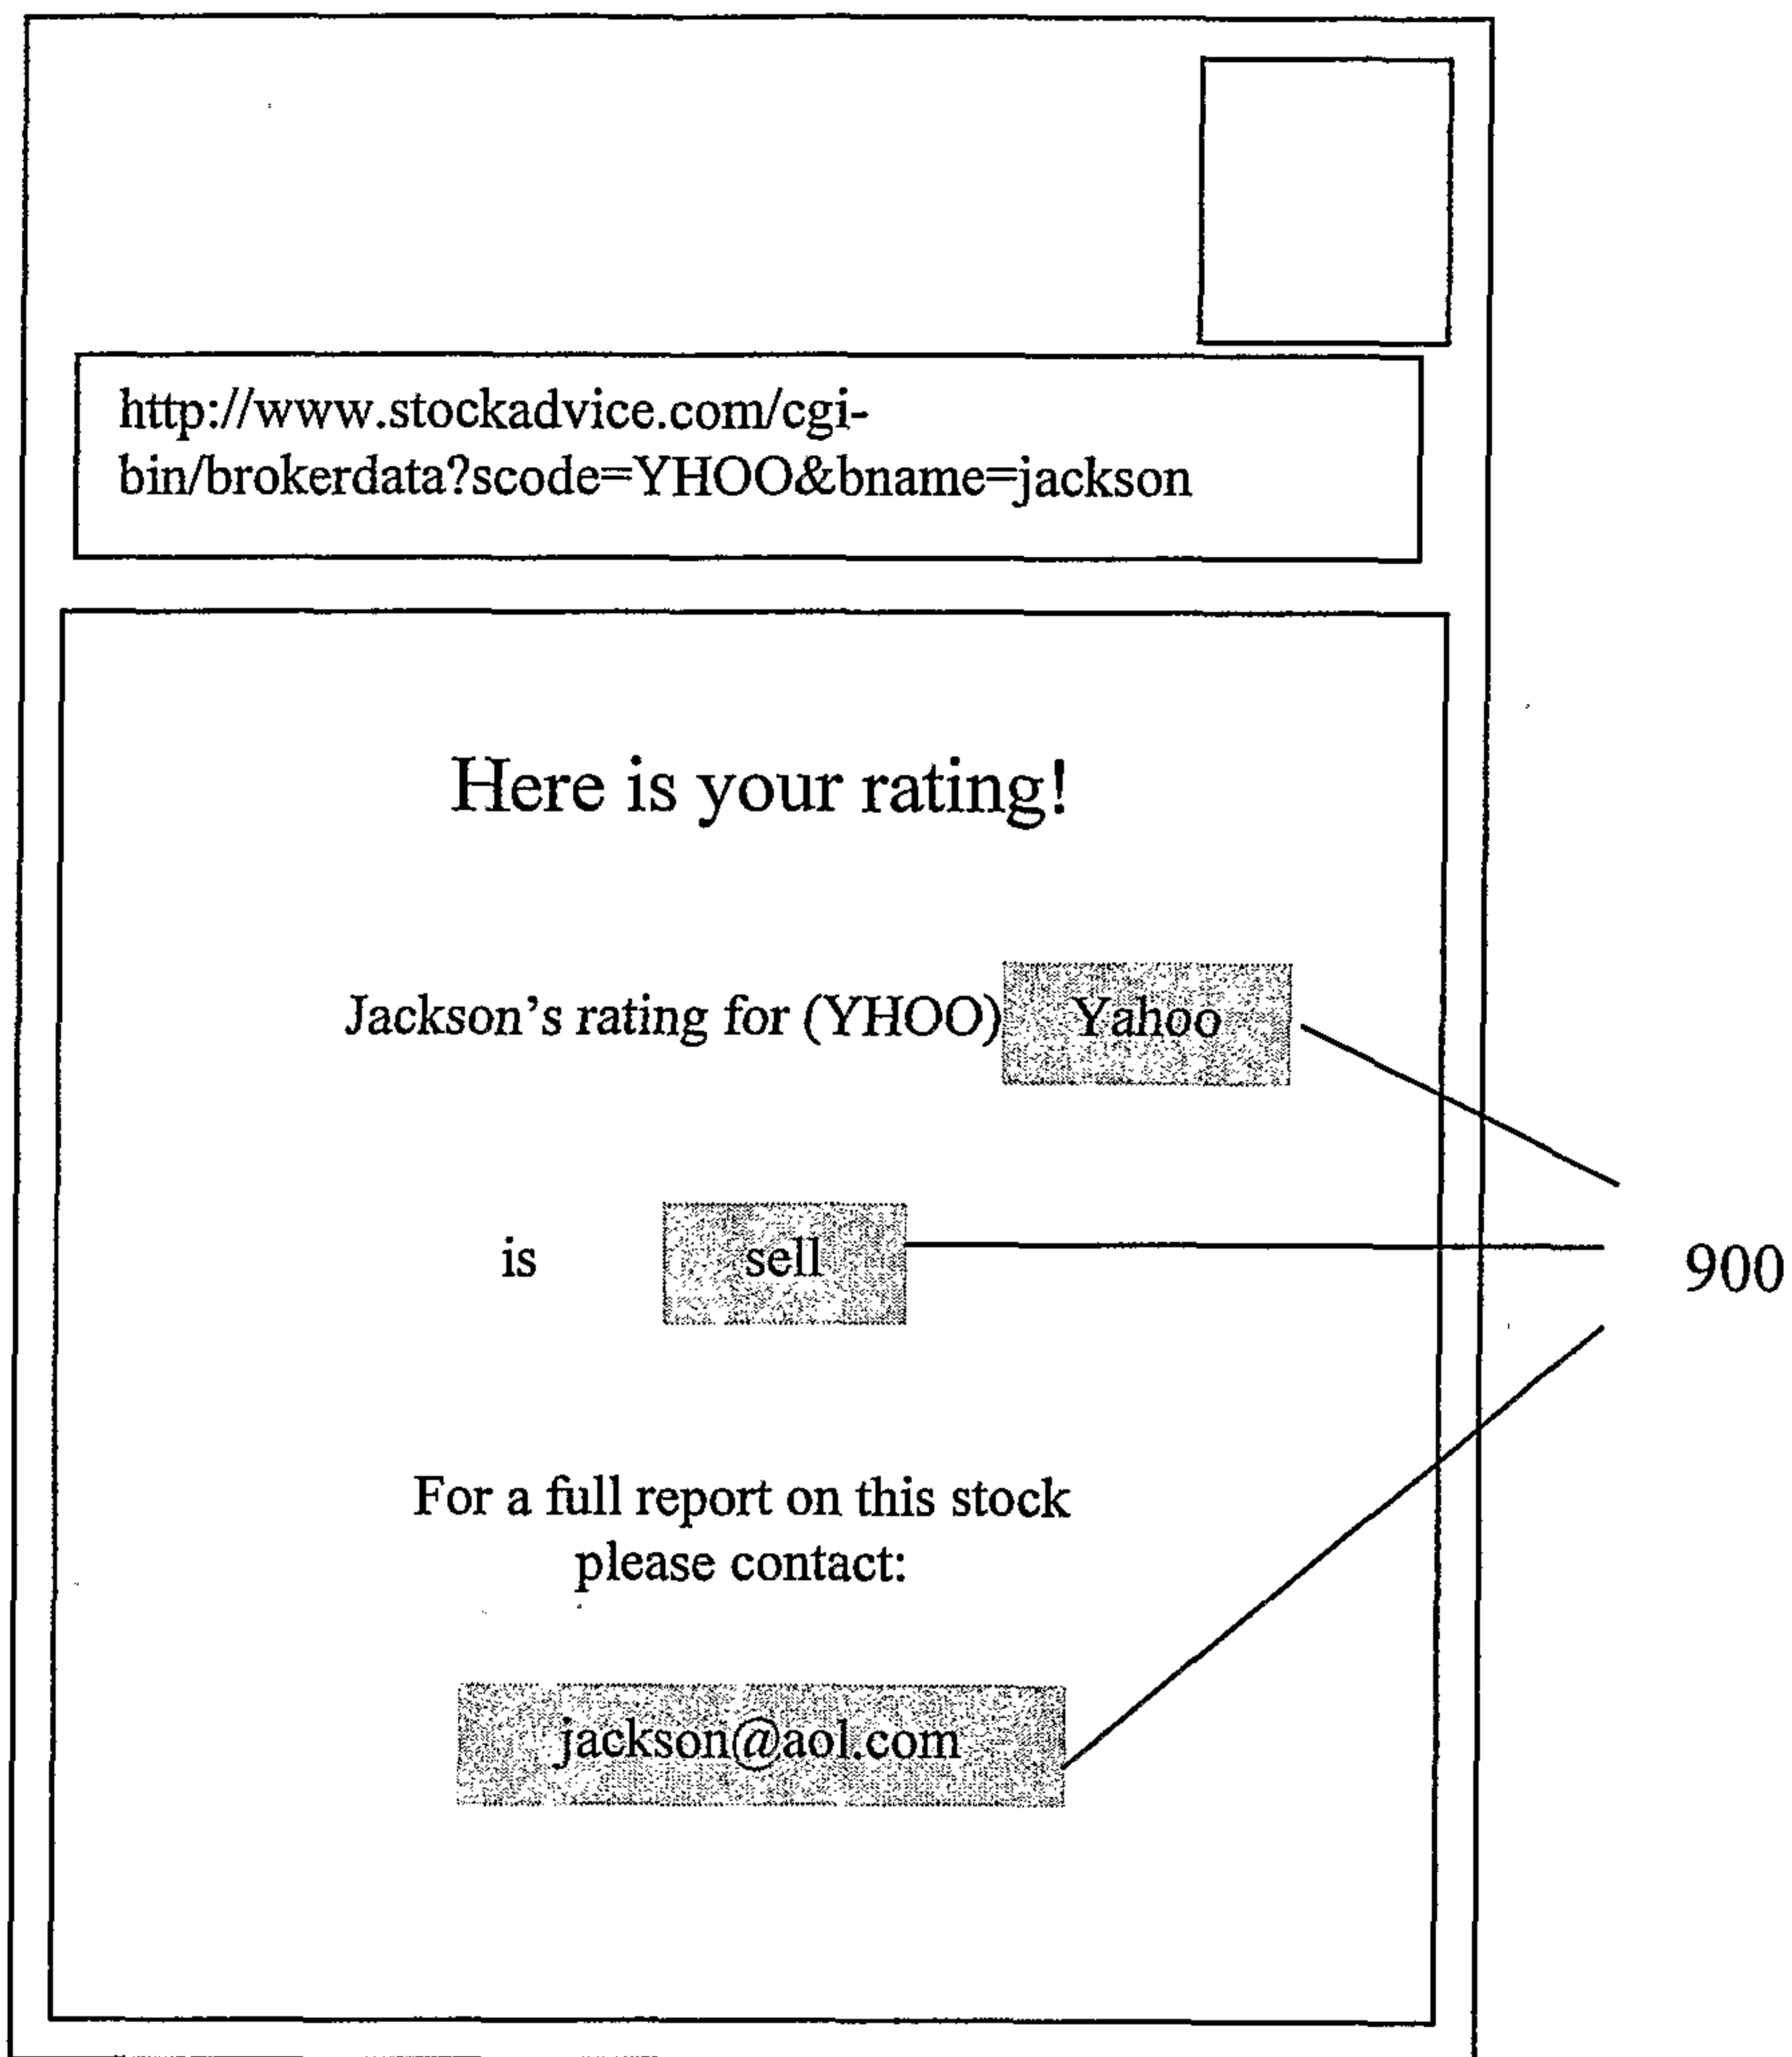 http://www.stockadvice.com/cgi-
bin/brokerdata?scode=YHOO&bname=jackson
Here is your rating!
Jackson's rating for (YHOO) Yahoo
is sell
900
For a full report on this stock
please contact:
jackson@aol.com